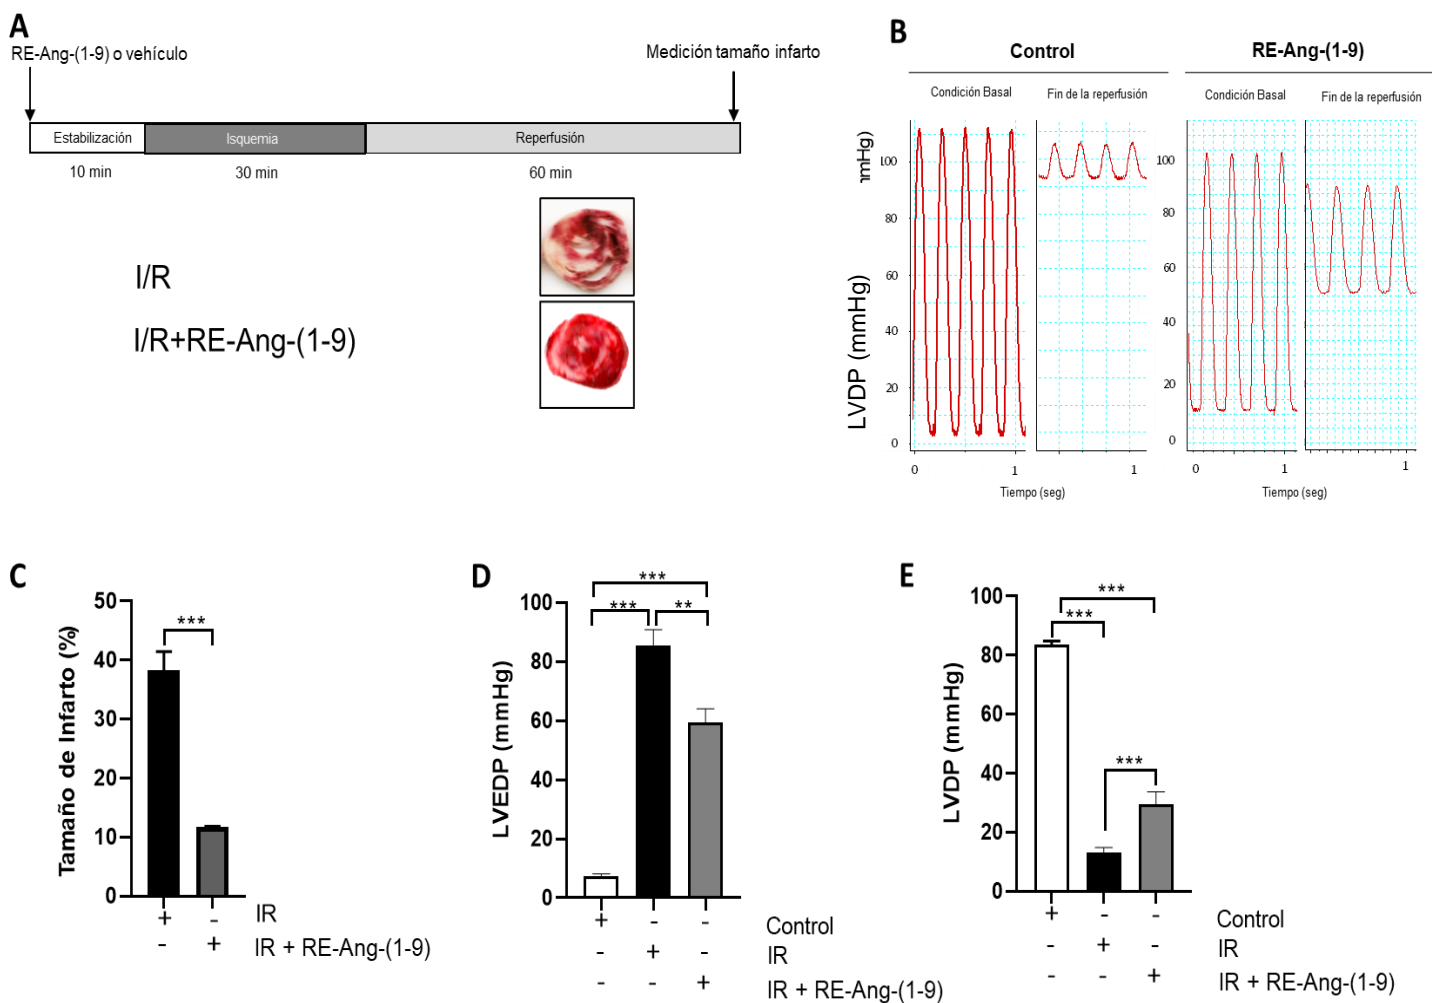 A
RE-Ang-(1-9) o vehículo
Medición tamaño infarto
Estabilización
Isquemia
Reperfusión
10 min
30 min
60 min
I/R
I/R+RE-Ang-(1-9)
B
Control
RE-Ang-(1-9)
Condición Basal
Fin de la reperfusión
Condición Basal
Fin de la reperfusión
LVDP (mmHg)
mmHg)
100
80
60
40
20
0
100
80
60
40
20
0
0
1
1
0
1
1
Tiempo (seg)
Tiempo (seg)
C
Tamaño de Infarto (%)
50
40
30
20
10
0
***
+ - IR
- + IR + RE-Ang-(1-9)
D
LVEDP (mmHg)
100
80
60
40
20
0
***
*** **
+ - - Control
- + - IR
- - + IR + RE-Ang-(1-9)
E
LVDP (mmHg)
100
80
60
40
20
0
***
***
***
+ - - Control
- + - IR
- - + IR + RE-Ang-(1-9)